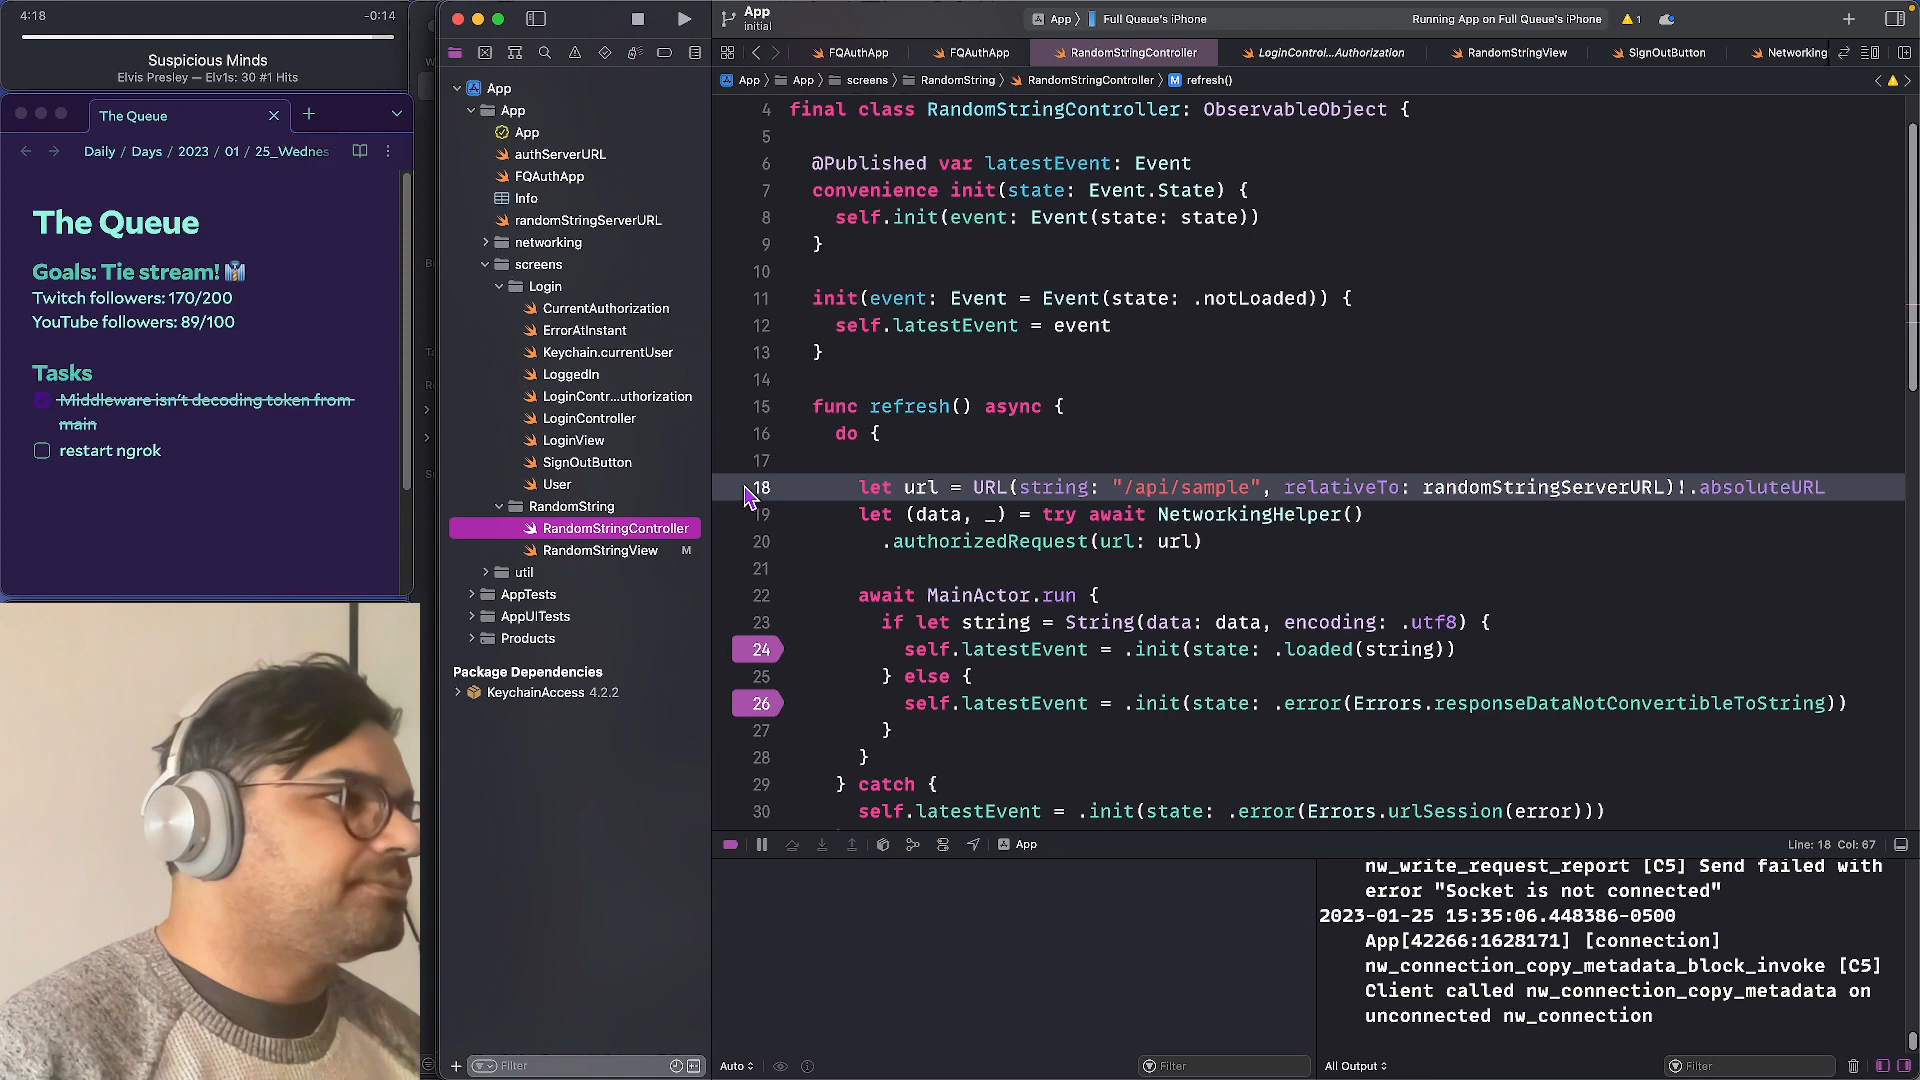 4:18
-0:14
Suspicious Minds
Elvis Presley — Elv1s: 30 #1 Hits
The Queue
Daily / Days / 2023 / 01 / 25_Wednes
The Queue
Goals: Tie stream!
Twitch followers: 170/200
YouTube followers: 89/100
Tasks
Middleware isn't decoding token from
main
restart ngrok
App
App
App
authServerURL
FQAuthApp
Info
randomStringServerURL
networking
screens
Login
CurrentAuthorization
ErrorAtInstant
Keychain.currentUser
LoggedIn
LoginContr...uthorization
LoginController
LoginView
SignOutButton
User
RandomString
RandomStringController
RandomStringView M
util
AppTests
AppUITests
Products
Package Dependencies
KeychainAccess 4.2.2
Filter
App
initial
App 〉 Full Queue's iPhone
Running App on Full Queue's iPhone
1
FQAuthApp
FQAuthApp
RandomStringController
LoginControl...Authorization
RandomStringView
SignOutButton
Networking
App 〉 App 〉 screens 〉 RandomString 〉 RandomStringController 〉 M refresh()
4 final class RandomStringController: ObservableObject {
5
6 @Published var latestEvent: Event
7 convenience init(state: Event.State) {
8 self.init(event: Event(state: state))
9 }
10
11 init(event: Event = Event(state: .notLoaded)) {
12 self.latestEvent = event
13 }
14
15 func refresh() async {
16 do {
17
18 let url = URL(string: "/api/sample", relativeTo: randomStringServerURL)!.absoluteURL
19 let (data, _) = try await NetworkingHelper()
20 .authorizedRequest(url: url)
21
22 await MainActor.run {
23 if let string = String(data: data, encoding: .utf8) {
24 self.latestEvent = .init(state: .loaded(string))
25 } else {
26 self.latestEvent = .init(state: .error(Errors.responseDataNotConvertibleToString))
27 }
28 }
29 } catch {
30 self.latestEvent = .init(state: .error(Errors.urlSession(error)))
App
Line: 18 Col: 67
nw_write_request_report [C5] Send failed with
error "Socket is not connected"
2023-01-25 15:35:06.448386-0500
App[42266:1628171] [connection]
nw_connection_copy_metadata_block_invoke [C5]
Client called nw_connection_copy_metadata on
unconnected nw_connection
Auto
Filter
All Output
Filter